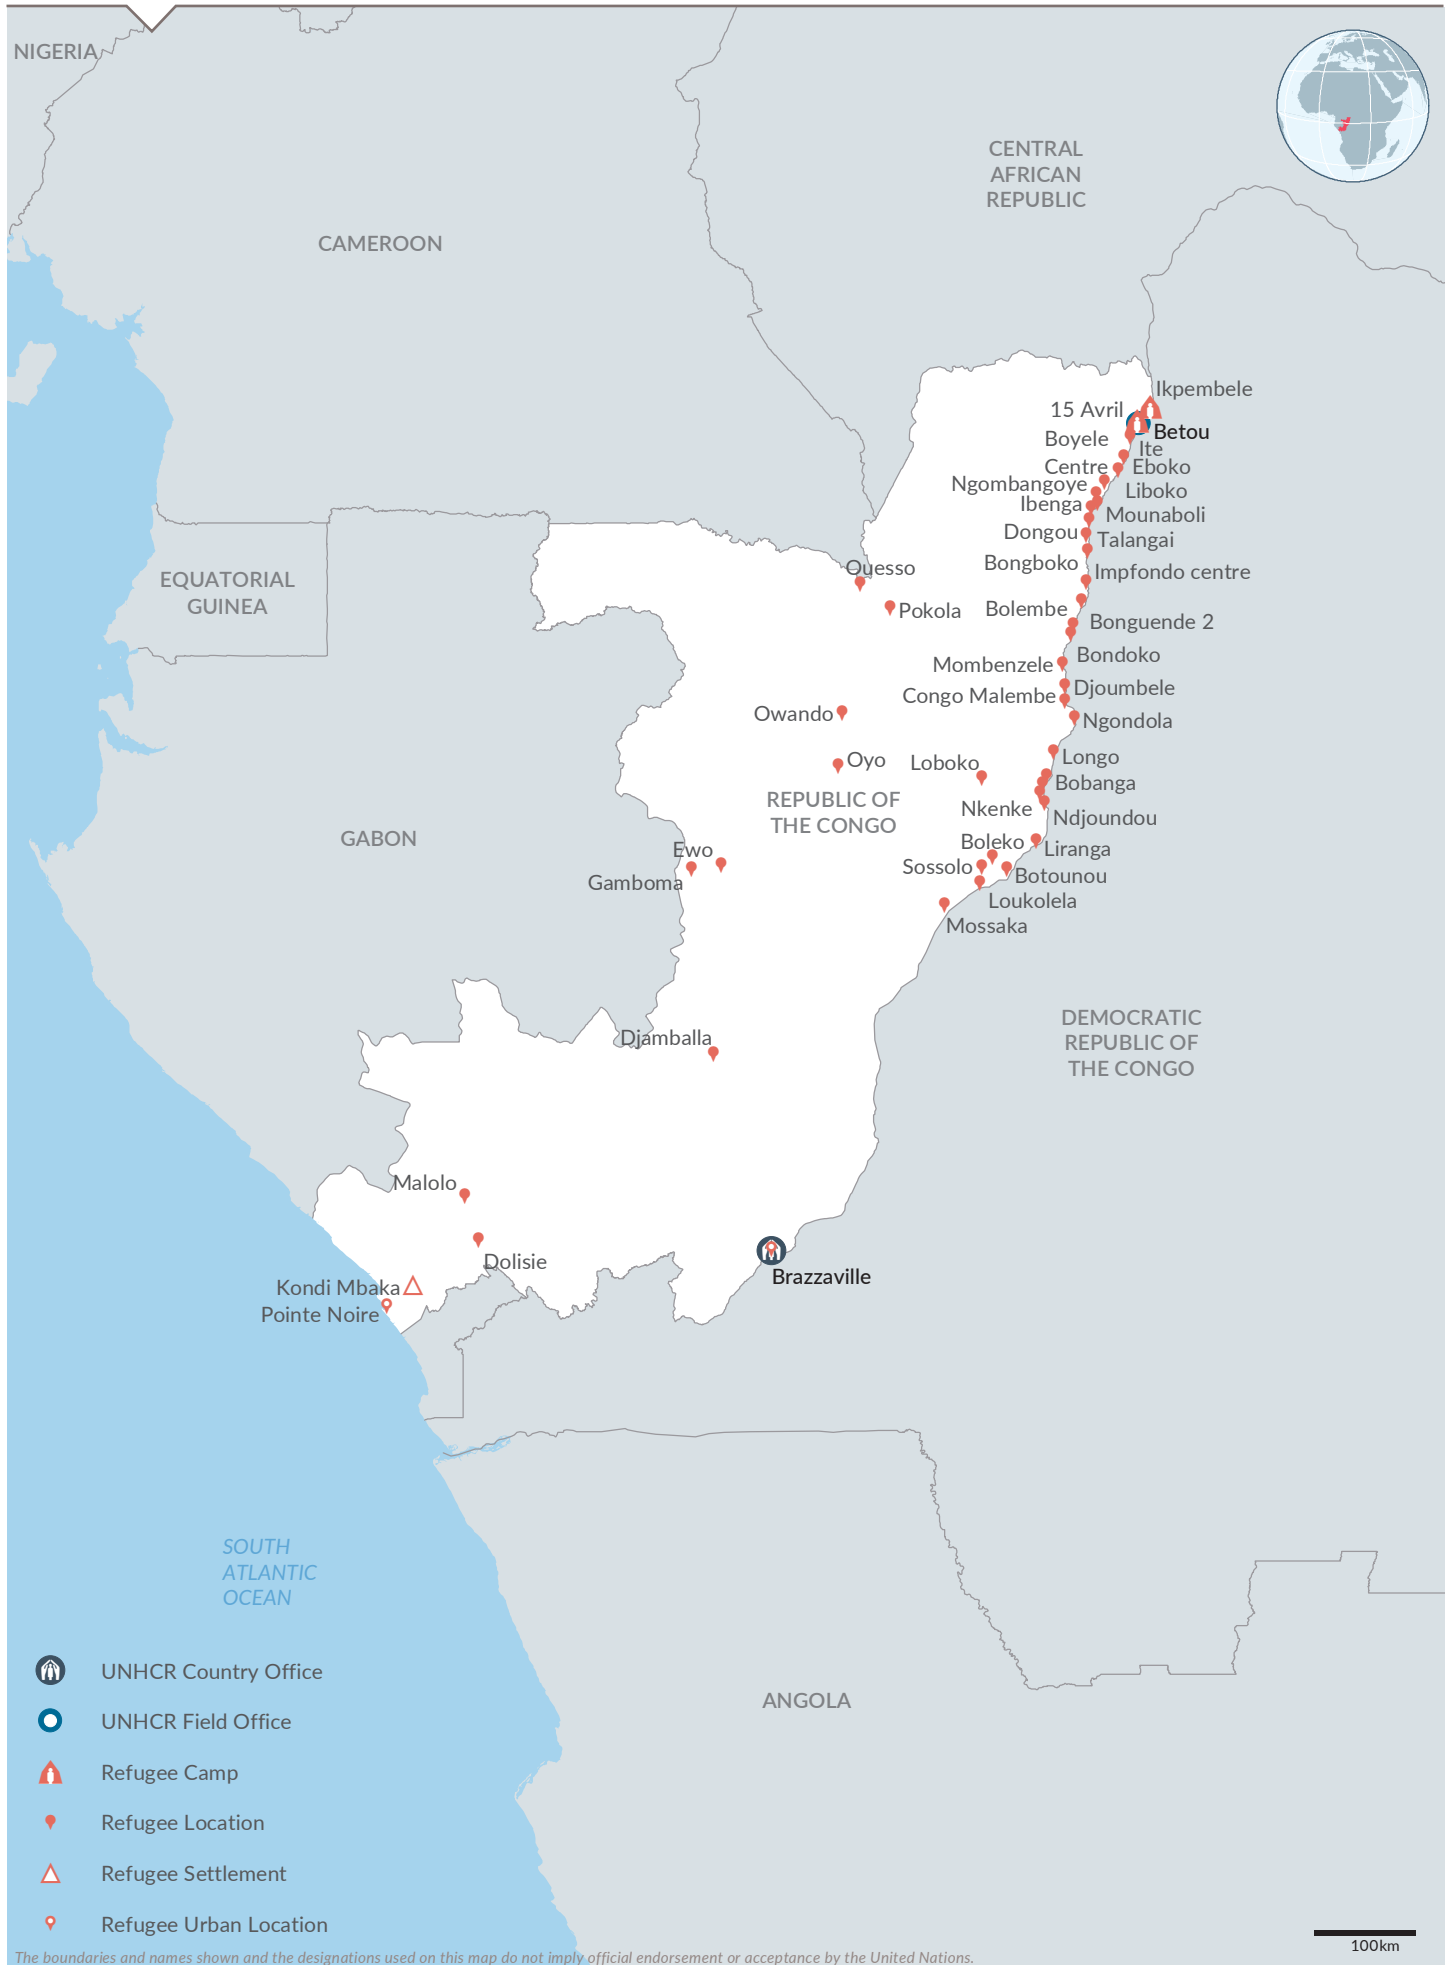 NIGERIA
CENTRAL
AFRICAN
REPUBLIC
CAMEROON
Ikpembele
15 Avril
Betou
Boyele
Ite
Centre
Eboko
Ngombangoye
Liboko
Ibenga
Mounaboli
Dongou
Talangai
Bongboko
Ouesso
Impfondo centre
EQUATORIAL
GUINEA
Pokola
Bolembe
Bonguende 2
Bondoko
Mombenzele
Djoumbele
Congo Malembe
Owando
Ngondola
Longo
Oyo
Loboko
Bobanga
REPUBLIC OF
THE CONGO
Nkenke
Ndjoundou
GABON
Boleko
Liranga
Ewo
Sossolo
Gamboma
Botounou
Loukolela
Mossaka
DEMOCRATIC
REPUBLIC OF
THE CONGO
Djamballa
Malolo
Dolisie
Brazzaville
Kondi Mbaka
Pointe Noire
SOUTH
ATLANTIC
OCEAN
ANGOLA
UNHCR Country Office
UNHCR Field Office
Refugee Camp
Refugee Location
Refugee Settlement
Refugee Urban Location
100km
The boundaries and names shown and the designations used on this map do not imply official endorsement or acceptance by the United Nations.